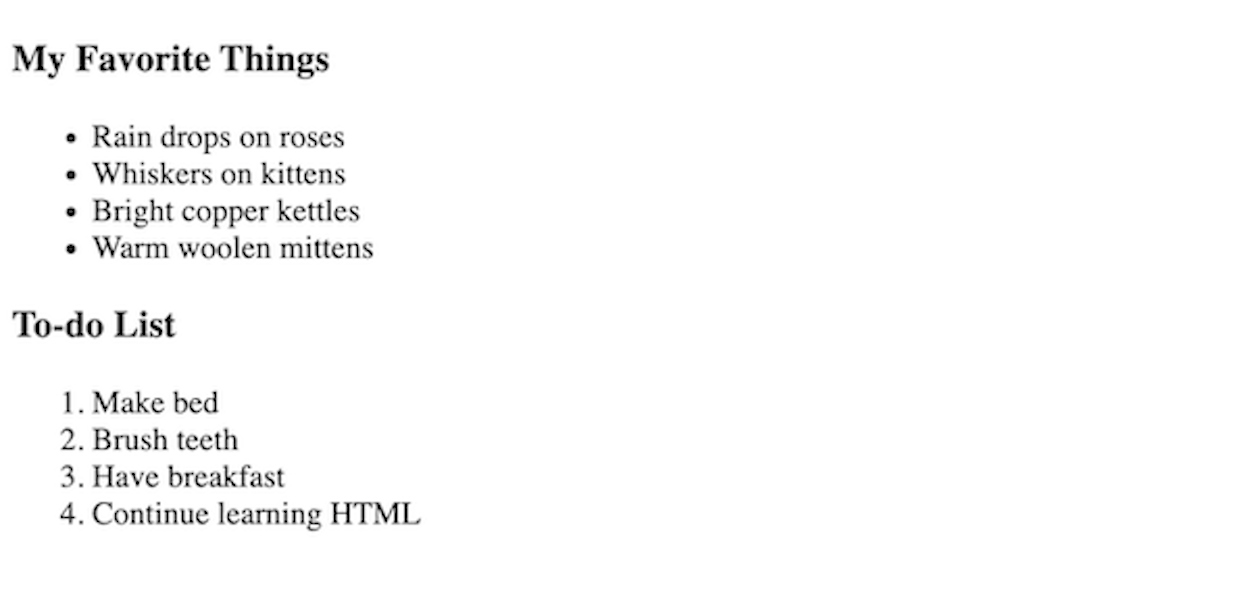 My Favorite Things
• Rain drops on roses
• Whiskers on kittens
• Bright copper kettles
• Warm woolen mittens
To-do List
1. Make bed
2. Brush teeth
3. Have breakfast
4. Continue learning HTML